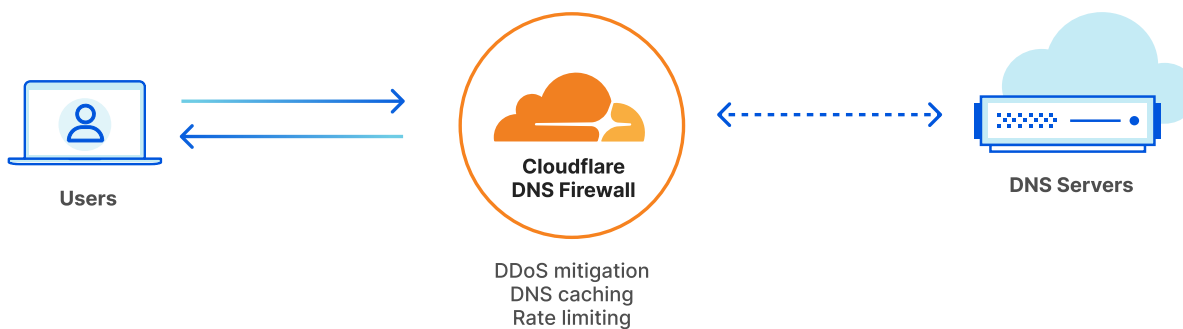 Users
Cloudflare
DNS Firewall
DDoS mitigation
DNS caching
Rate limiting
DNS Servers